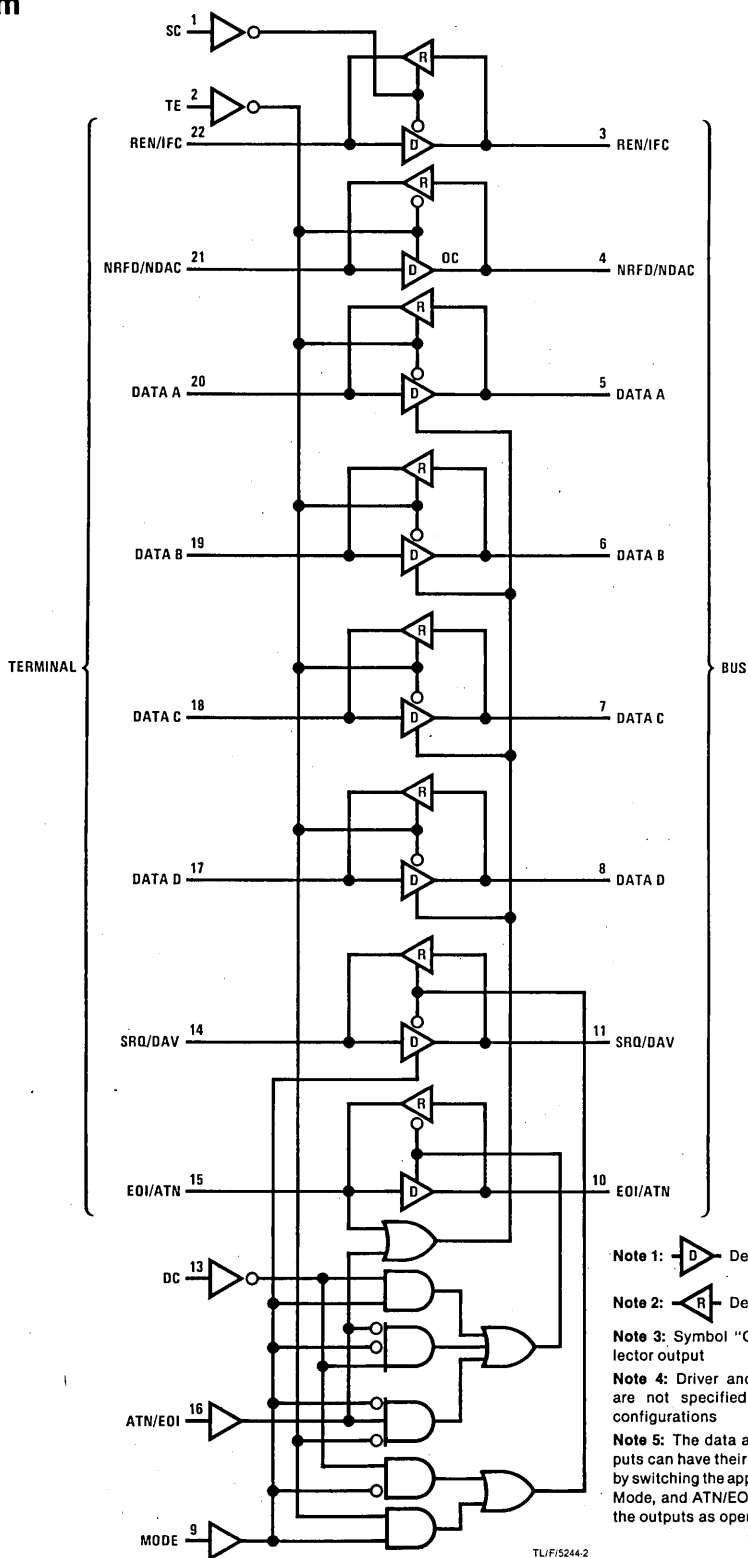 m
SC 1
TE 2
REN/IFC 22
R
D
3 REN/IFC
R
NRFD/NDAC 21
D
OC
4 NRFD/NDAC
R
DATA A 20
D
5 DATA A
R
DATA B 19
D
6 DATA B
R
TERMINAL
BUS
DATA C 18
D
7 DATA C
R
DATA D 17
D
8 DATA D
R
SRQ/DAV 14
D
11 SRQ/DAV
R
EOI/ATN 15
D
10 EOI/ATN
DC 13
ATN/EOI 16
MODE 9
Note 1: D De
Note 2: R De
Note 3: Symbol "O
lector output
Note 4: Driver and
are not specified
configurations
Note 5: The data a
puts can have their
by switching the app
Mode, and ATN/EO
the outputs as oper
TL/F/5244-2